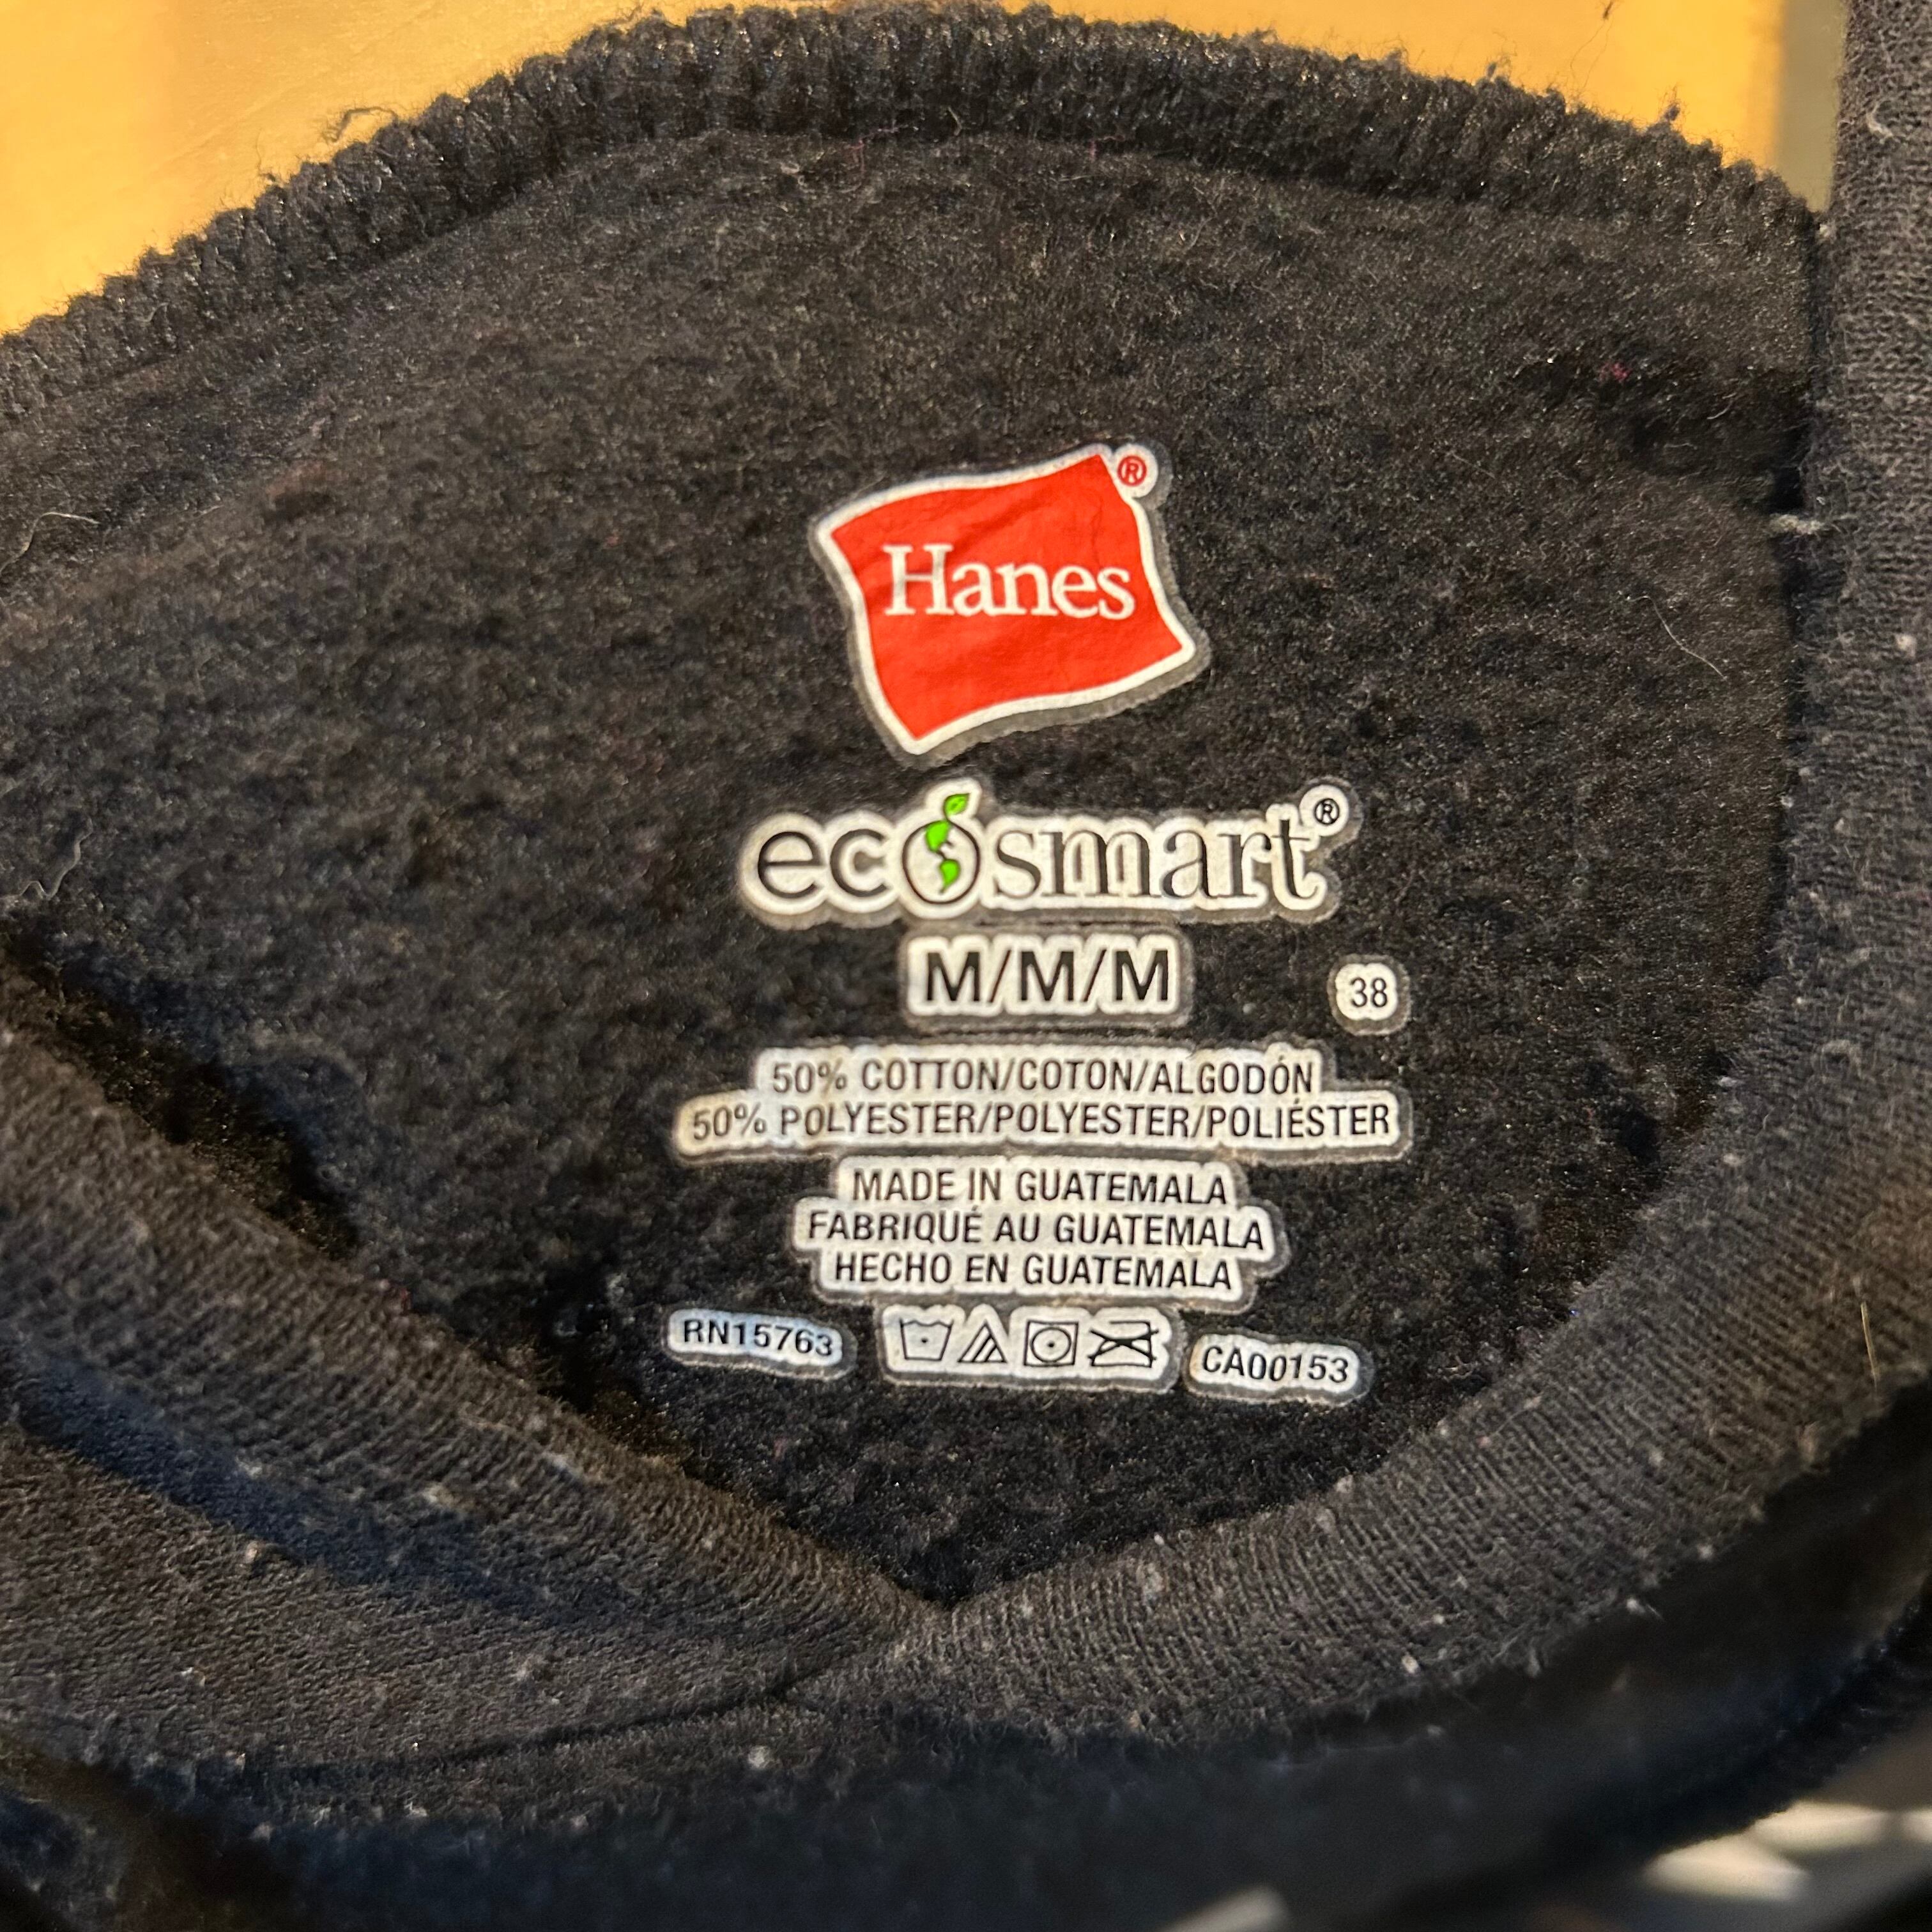 Hanes®
ecosmart®
M/M/M 38
50% COTTON/COTON/ALGODÓN
50% POLYESTER/POLYESTER/POLIÉSTER
MADE IN GUATEMALA
FABRIQUÉ AU GUATEMALA
HECHO EN GUATEMALA
RN15763 CA00153